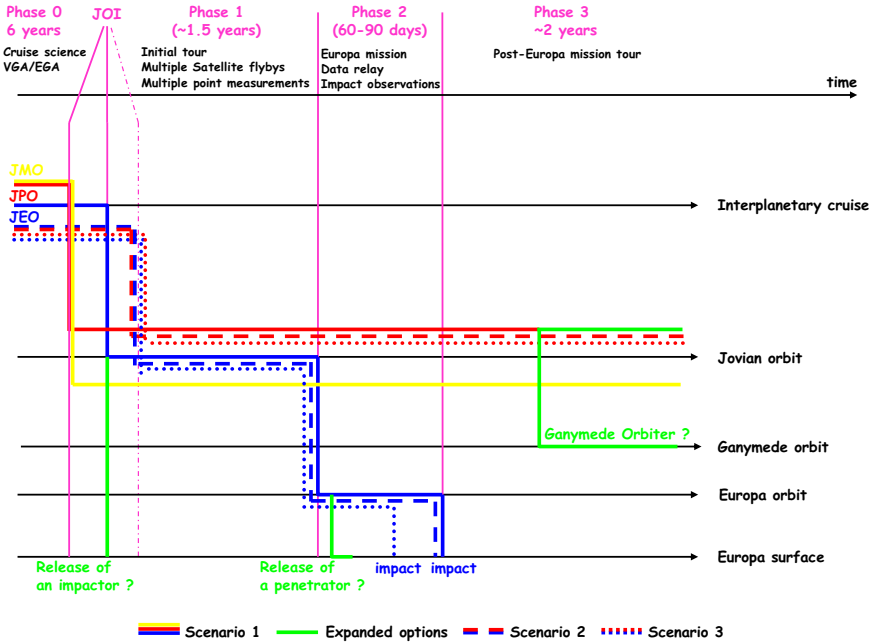 Phase 0
6 years
JOI
Phase 1
(~1.5 years)
Phase 2
(60-90 days)
Phase 3
~2 years
Cruise science
VGA/EGA
Initial tour
Multiple Satellite flybys
Multiple point measurements
Europa mission
Data relay
Impact observations
Post-Europa mission tour
time
JMO
JPO
JEO
Interplanetary cruise
Jovian orbit
Ganymede Orbiter ?
Ganymede orbit
Europa orbit
Europa surface
Release of
an impactor ?
Release of
a penetrator ?
impact impact
Scenario 1
Expanded options
Scenario 2
Scenario 3